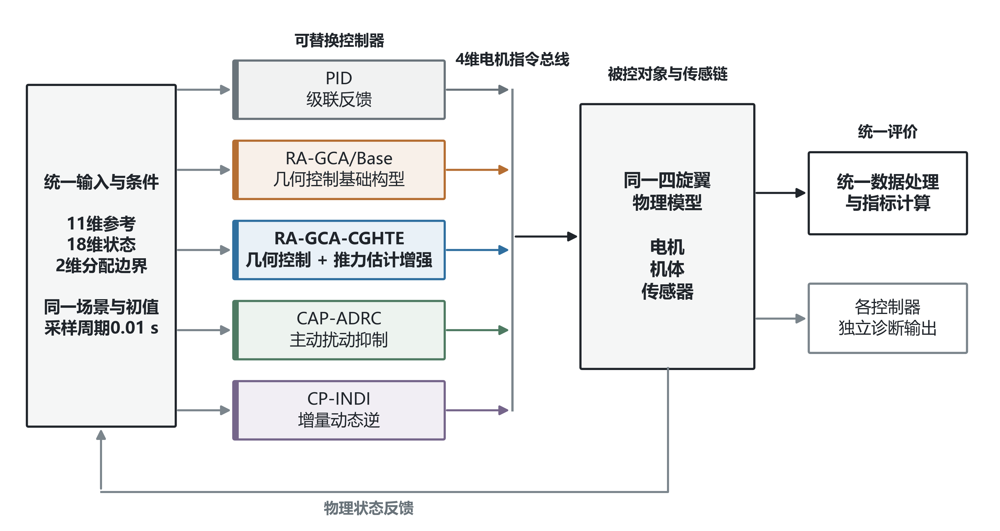 可替换控制器
4维电机指令总线
被控对象与传感链
统一评价
统一输入与条件
11维参考
18维状态
2维分配边界
同一场景与初值
采样周期0.01 s
PID
级联反馈
RA-GCA/Base
几何控制基础构型
RA-GCA-CGHTE
几何控制 + 推力估计增强
CAP-ADRC
主动扰动抑制
CP-INDI
增量动态逆
同一四旋翼
物理模型
电机
机体
传感器
统一数据处理
与指标计算
各控制器
独立诊断输出
物理状态反馈